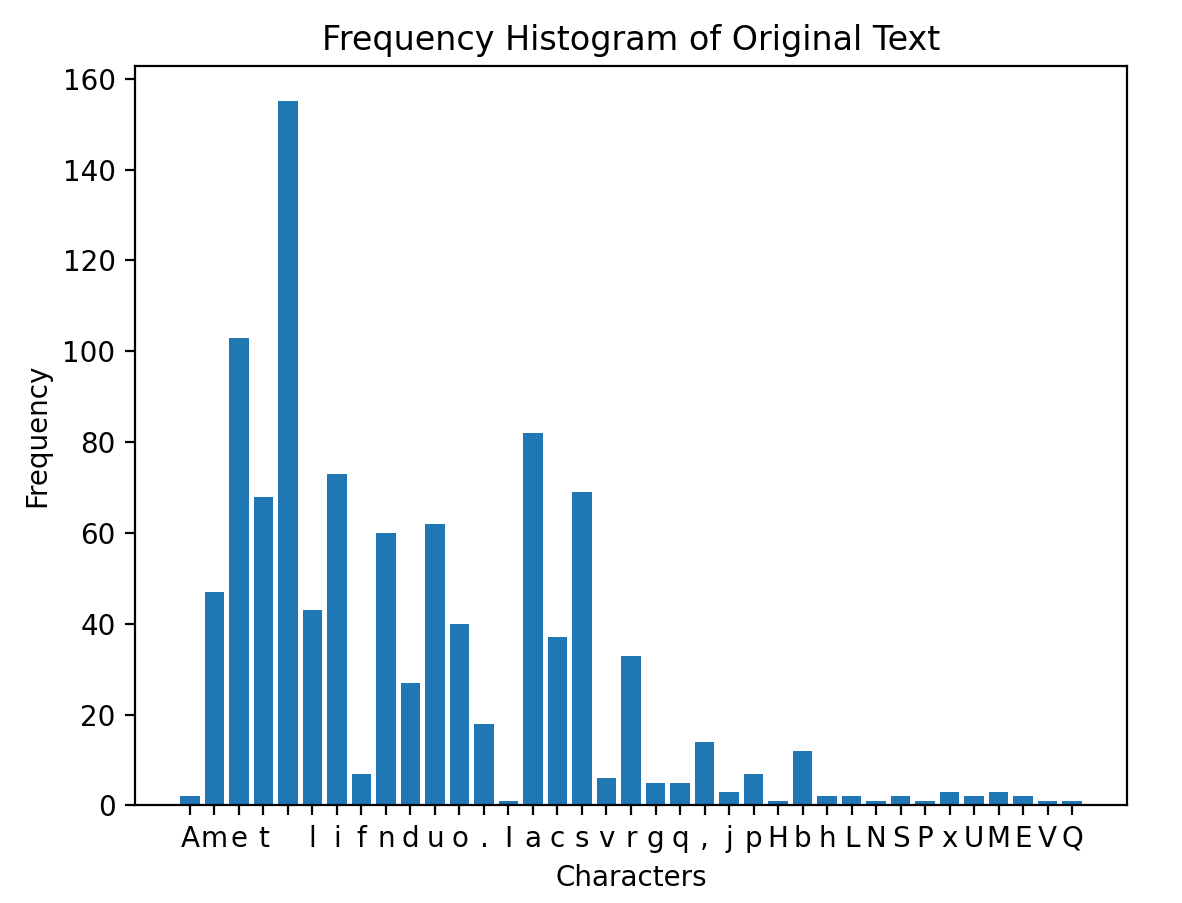 Frequency Histogram of Original Text
160
140
120
100
80
60
40
20
0
Frequency
A m e t   l i f n d u o . I a c s v r g q , j p H b h L N S P x U M E V Q
Characters